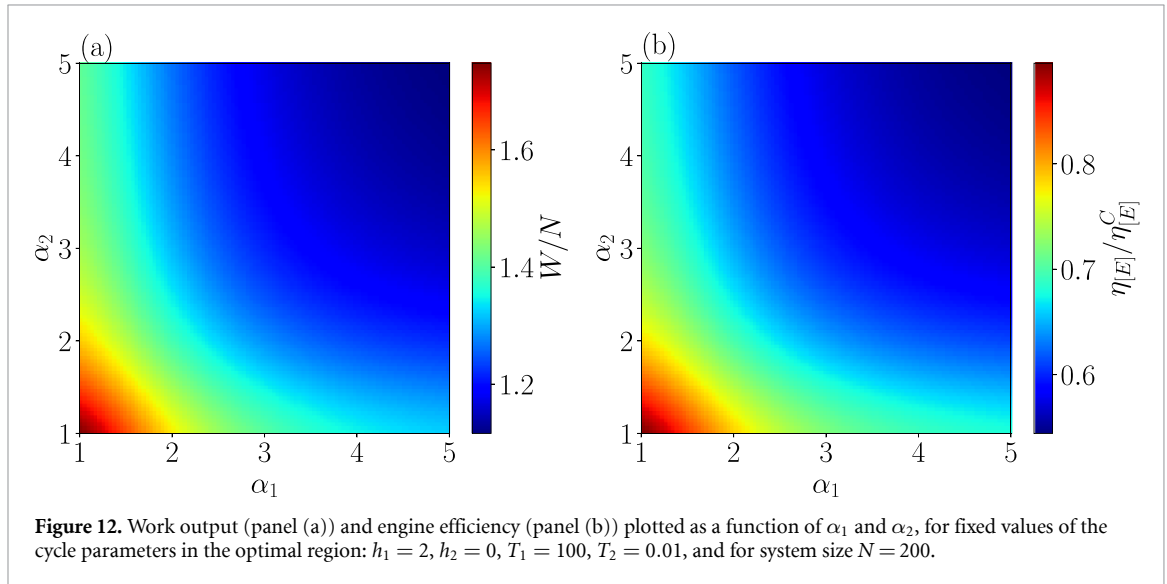 (a)
5
4
3
2
1
α₂
1 2 3 4 5
α₁
1.6
1.4
1.2
W/N
(b)
5
4
3
2
1
α₂
1 2 3 4 5
α₁
0.8
0.7
0.6
η[E]/η^C[E]
Figure 12. Work output (panel (a)) and engine efficiency (panel (b)) plotted as a function of α₁ and α₂, for fixed values of the
cycle parameters in the optimal region: h₁ = 2, h₂ = 0, T₁ = 100, T₂ = 0.01, and for system size N = 200.